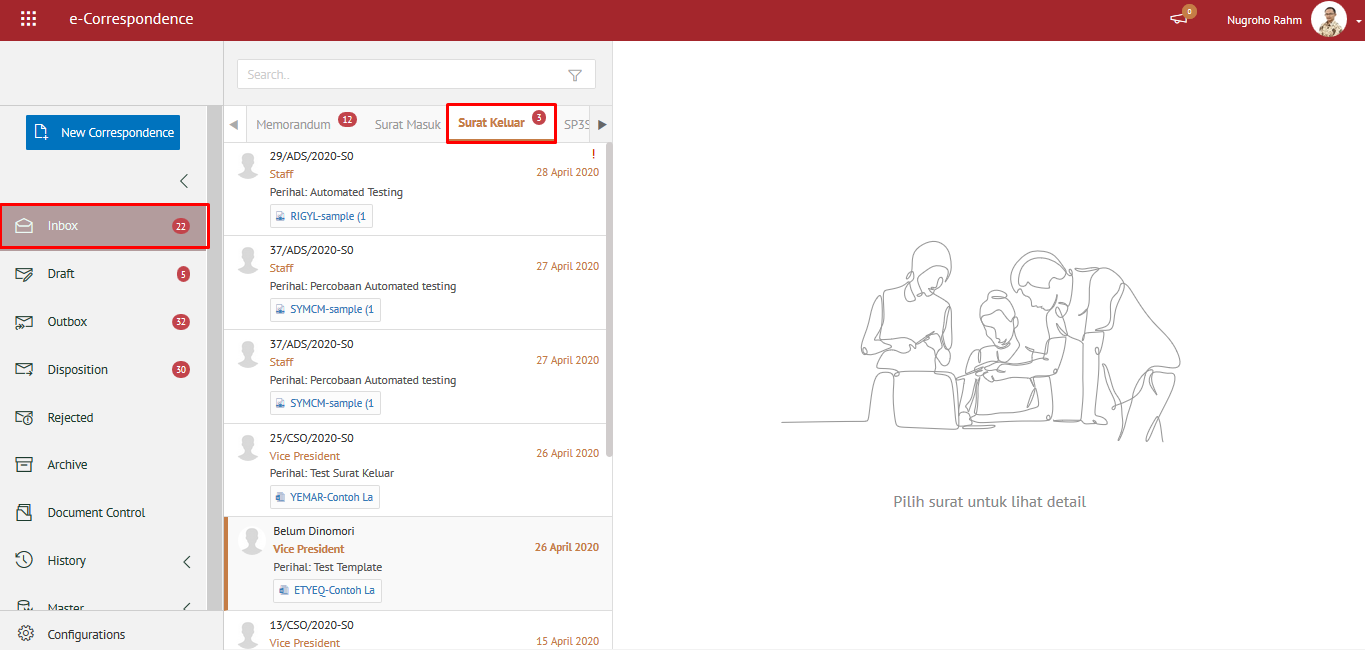 e-Correspondence
0
Nugroho Rahm
Search..
New Correspondence
Memorandum 12
Surat Masuk
Surat Keluar 3
SP3S
Inbox 22
Draft 5
Outbox 32
Disposition 30
Rejected
Archive
Document Control
History
Master
Configurations
29/ADS/2020-S0 !
Staff 28 April 2020
Perihal: Automated Testing
RIGYL-sample (1
37/ADS/2020-S0
Staff 27 April 2020
Perihal: Percobaan Automated testing
SYMCM-sample (1
37/ADS/2020-S0
Staff 27 April 2020
Perihal: Percobaan Automated testing
SYMCM-sample (1
25/CSO/2020-S0
Vice President 26 April 2020
Perihal: Test Surat Keluar
YEMAR-Contoh La
Belum Dinomori
Vice President 26 April 2020
Perihal: Test Template
ETYEQ-Contoh La
13/CSO/2020-S0
Vice President 15 April 2020
Pilih surat untuk lihat detail